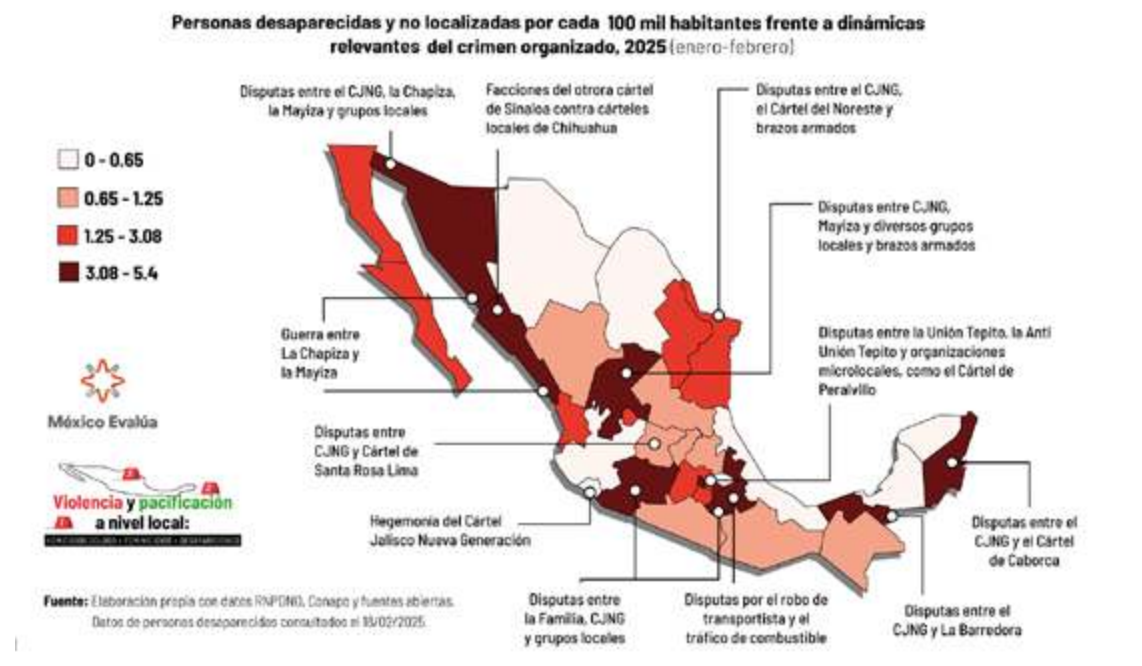 Personas desaparecidas y no localizadas por cada 100 mil habitantes frente a dinámicas
relevantes del crimen organizado, 2025 (enero-febrero)
Disputas entre el CJNG, la Chapiza,
la Mayiza y grupos locales
Facciones del otrora cártel
de Sinaloa contra cárteles
locales de Chihuahua
Disputas entre el CJNG,
el Cártel del Noreste y
brazos armados
0 - 0.65
0.65 - 1.25
1.25 - 3.08
3.08 - 5.4
Disputas entre CJNG,
Mayiza y diversos grupos
locales y brazos armados
Guerra entre
La Chapiza y
la Mayiza
Disputas entre la Unión Tepito, la Anti
Unión Tepito y organizaciones
microlocales, como el Cártel de
Peralvillo
México Evalúa
Disputas entre
CJNG y Cártel de
Santa Rosa Lima
Violencia y pacificación
a nivel local:
Hegemonía del Cártel
Jalisco Nueva Generación
Disputas entre el
CJNG y el Cártel
de Caborca
Fuente: Elaboración propia con datos RNPDNO, Conapo y fuentes abiertas.
Datos de personas desaparecidas consultados el 18/02/2025.
Disputas entre
la Familia, CJNG
y grupos locales
Disputas por el robo de
transportista y el
tráfico de combustible
Disputas entre el
CJNG y La Barredora